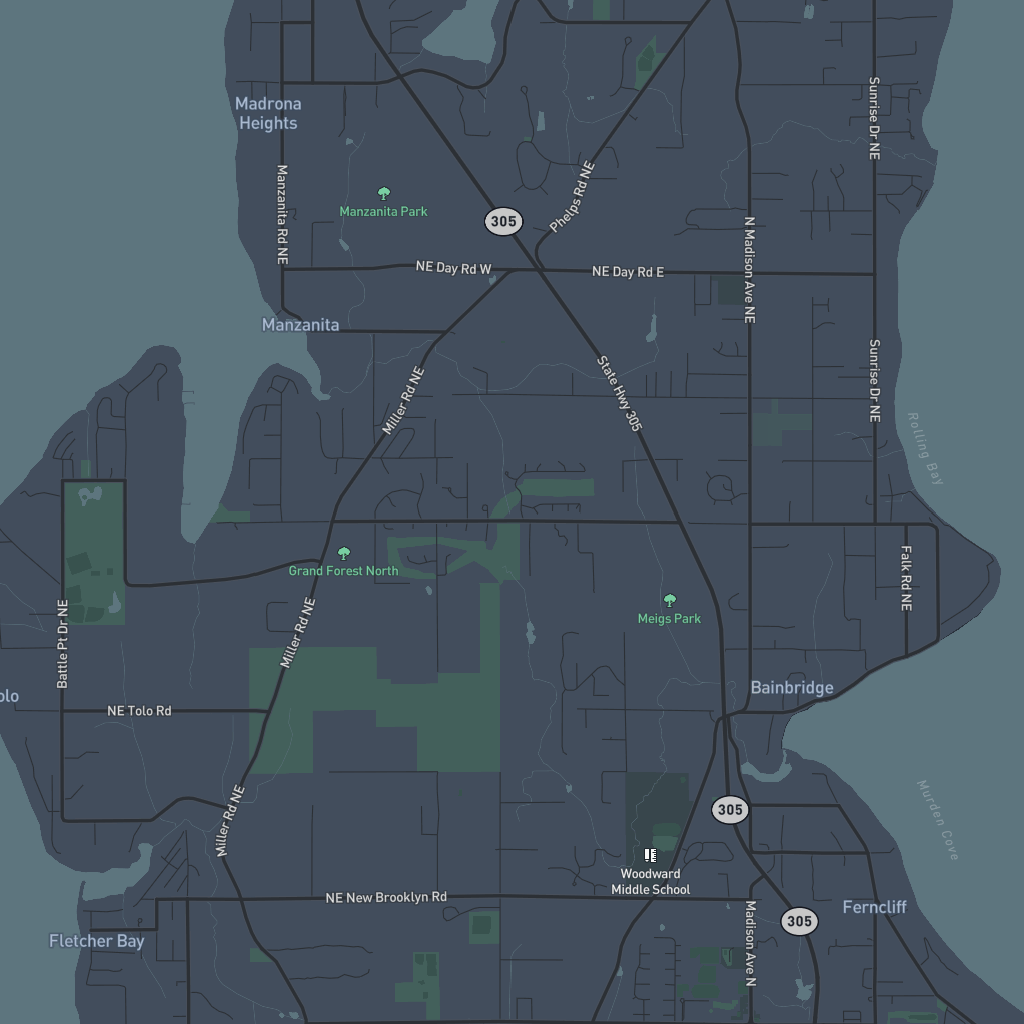 Sunrise Dr NE
Madrona
Heights
Manzanita Rd NE
Manzanita Park
305
Phelps Rd NE
N Madison Ave NE
NE Day Rd W
NE Day Rd E
Manzanita
State Hwy 305
Miller Rd NE
Sunrise Dr NE
Rolling Bay
Grand Forest North
Falk Rd NE
Meigs Park
Miller Rd NE
Battle Pt Dr NE
olo
Bainbridge
NE Tolo Rd
Miller Rd NE
305
Murden Cove
Woodward
Middle School
NE New Brooklyn Rd
Madison Ave N
305
Ferncliff
Fletcher Bay